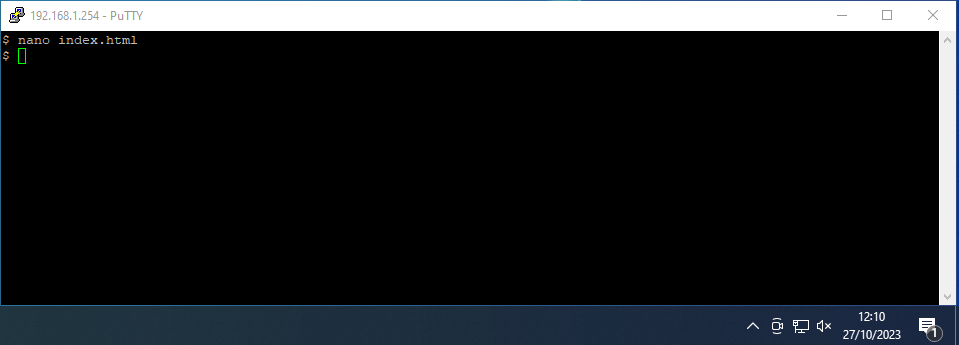 192.168.1.254 - PuTTY
$ nano index.html
$
12:10
27/10/2023
1